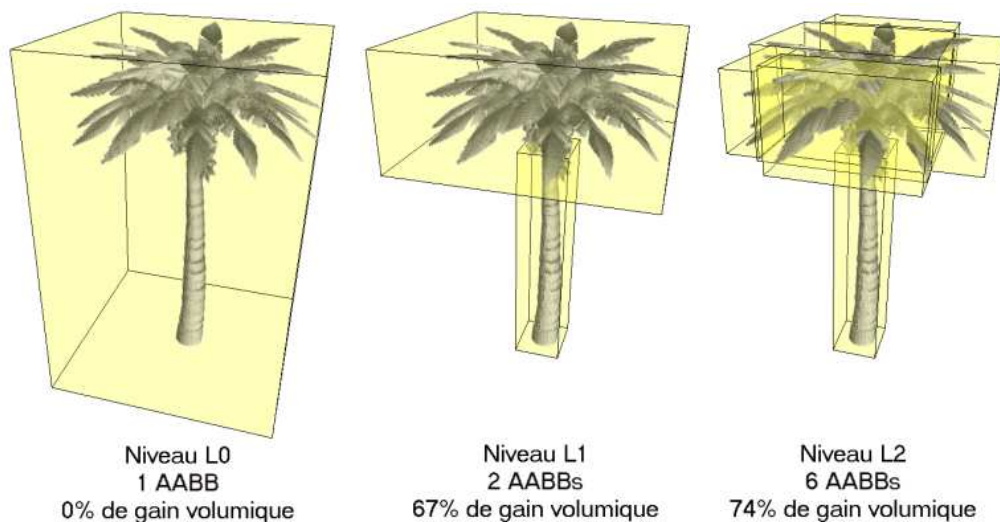 Niveau L0
1 AABB
0% de gain volumique
Niveau L1
2 AABBs
67% de gain volumique
Niveau L2
6 AABBs
74% de gain volumique